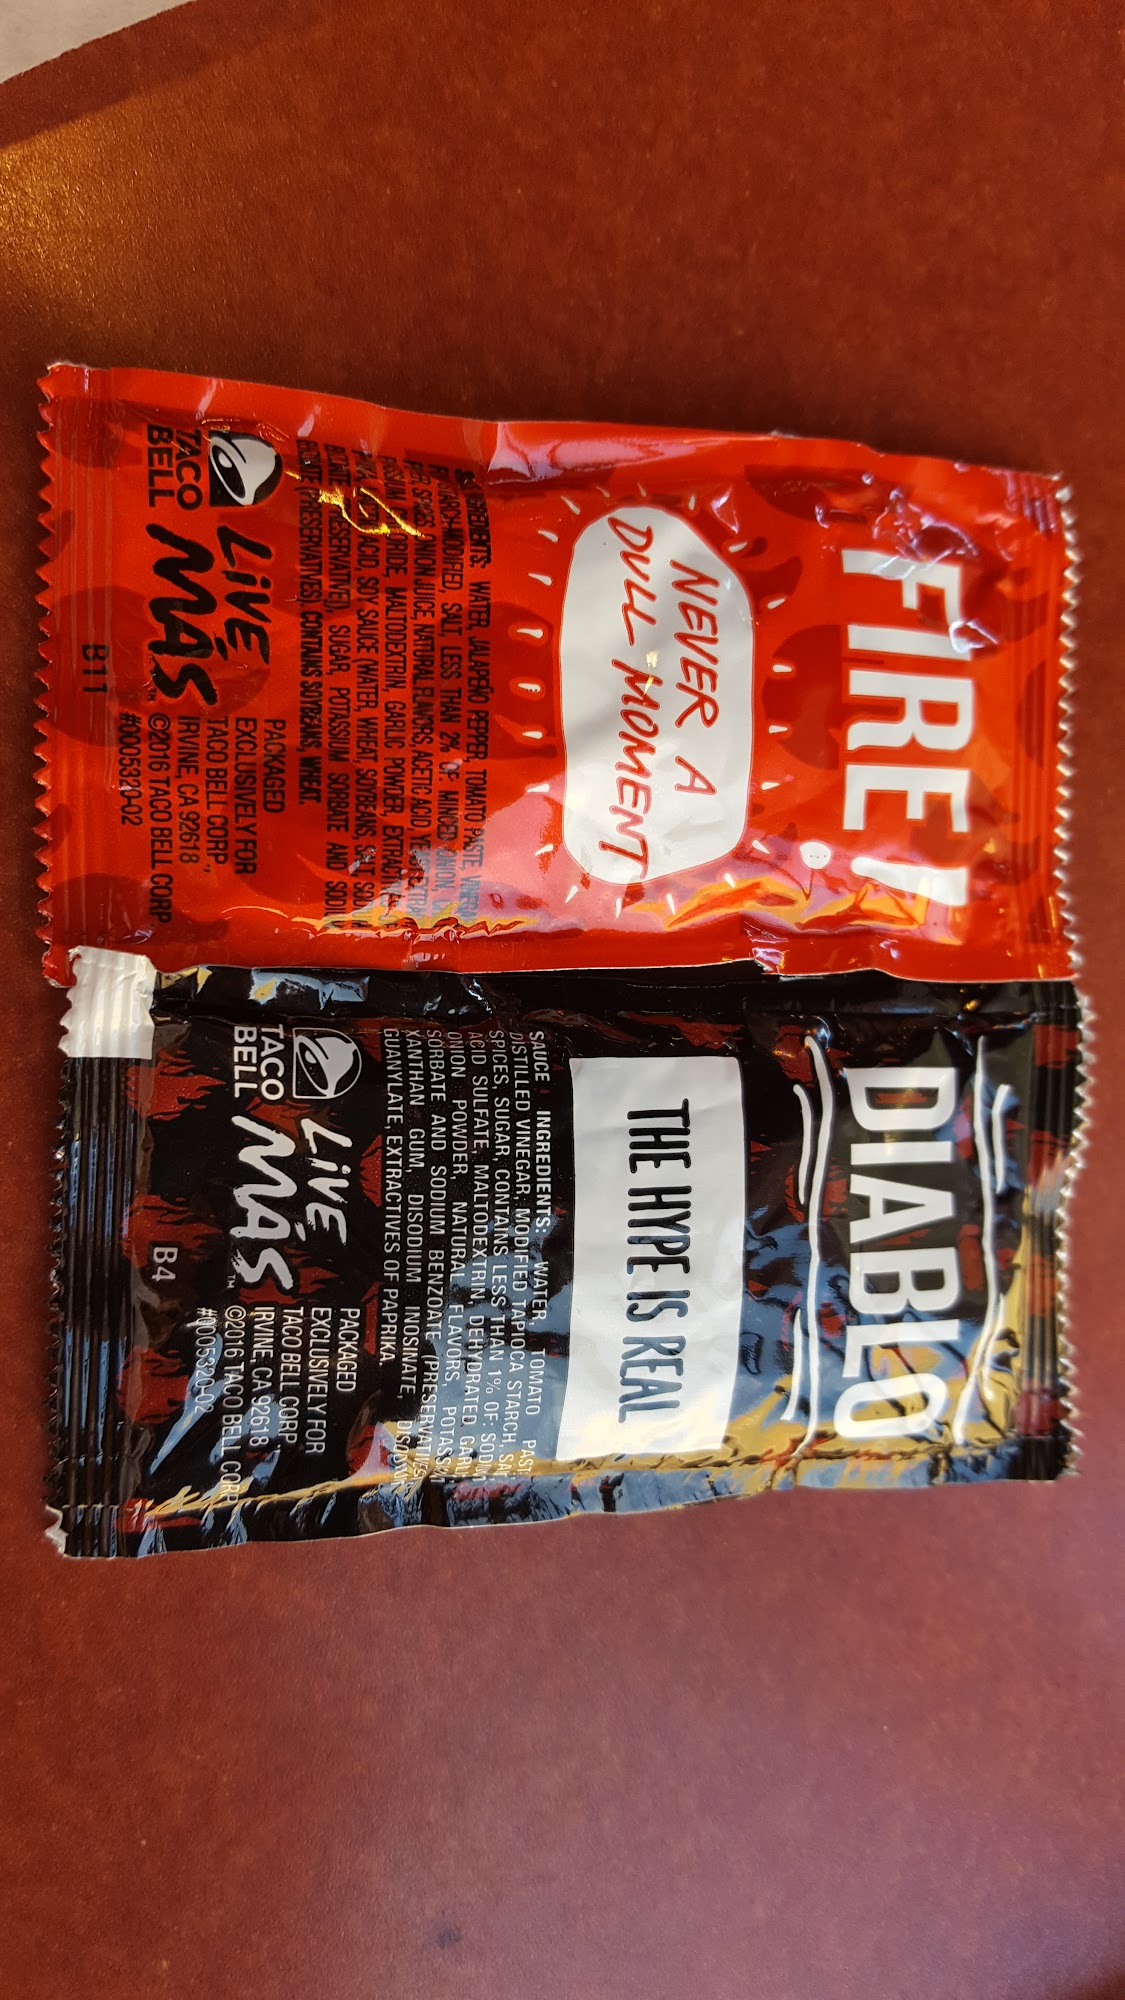 FIRE!
NEVER A
DULL MOMENT
WATER, JALAPEÑO PEPPER, TOMATO PASTE,
SALT, LESS THAN 2% OF: MINCED ONION,
ONION JUICE, NATURAL FLAVORS, ACETIC ACID,
MALTODEXTRIN, GARLIC POWDER,
ACID, SOY SAUCE (WATER, WHEAT, SOYBEANS, SALT
SUGAR, POTASSIUM SORBATE AND
CONTAINS SOYBEANS, WHEAT.
TACO
BELL
LIVE
MÁS™
PACKAGED
EXCLUSIVELY FOR
TACO BELL CORP.,
IRVINE, CA 92618
©2016 TACO BELL CORP
#0005330-02
B11
DIABLO
THE HYPE IS REAL
SAUCE INGREDIENTS: WATER, TOMATO
DISTILLED VINEGAR, MODIFIED TAPIOCA STARCH,
SPICES, SUGAR, CONTAINS LESS THAN 1% OF:
ACID SULFATE, MALTODEXTRIN, DEHYDRATED
ONION POWDER, NATURAL FLAVORS,
SORBATE AND SODIUM BENZOATE (PRESERVATIVES
XANTHAN GUM, DISODIUM INOSINATE,
GUANYLATE, EXTRACTIVES OF PAPRIKA.
TACO
BELL
LIVE
MÁS™
PACKAGED
EXCLUSIVELY FOR
TACO BELL CORP.
IRVINE, CA 92618
©2016 TACO BELL CORP
#0005320-02
B4